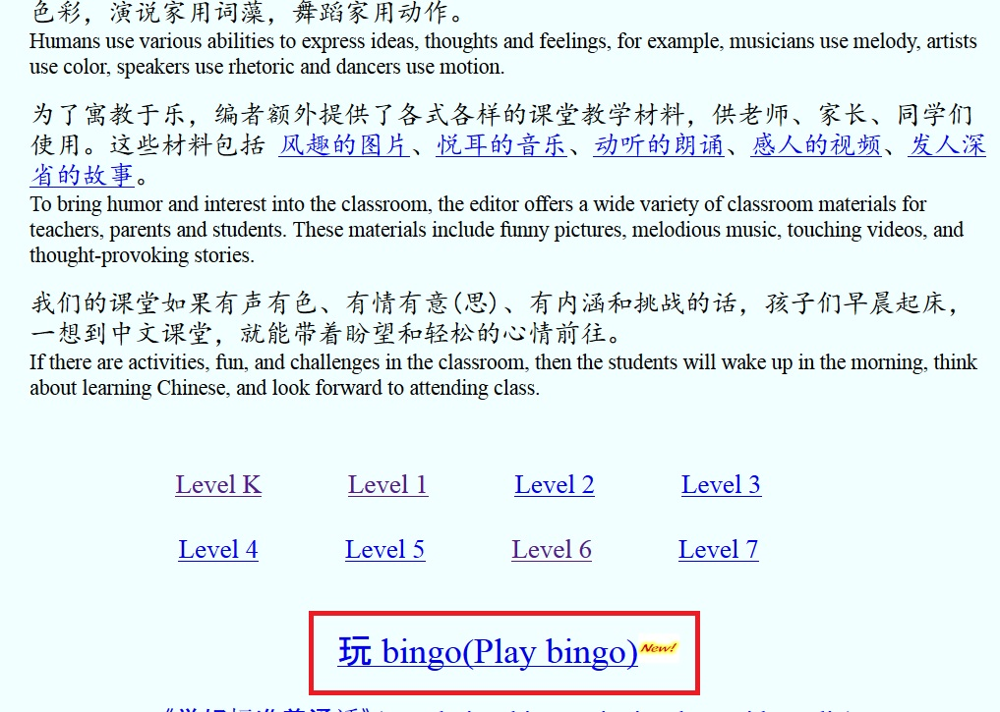 色彩，演说家用词藻，舞蹈家用动作。
Humans use various abilities to express ideas, thoughts and feelings, for example, musicians use melody, artists
use color, speakers use rhetoric and dancers use motion.
为了寓教于乐，编者额外提供了各式各样的课堂教学材料，供老师、家长、同学们
使用。这些材料包括 风趣的图片、悦耳的音乐、动听的朗诵、感人的视频、发人深
省的故事。
To bring humor and interest into the classroom, the editor offers a wide variety of classroom materials for
teachers, parents and students. These materials include funny pictures, melodious music, touching videos, and
thought-provoking stories.
我们的课堂如果有声有色、有情有意(思)、有内涵和挑战的话，孩子们早晨起床，
一想到中文课堂，就能带着盼望和轻松的心情前往。
If there are activities, fun, and challenges in the classroom, then the students will wake up in the morning, think
about learning Chinese, and look forward to attending class.
Level K Level 1 Level 2 Level 3
Level 4 Level 5 Level 6 Level 7
玩 bingo(Play bingo) New!